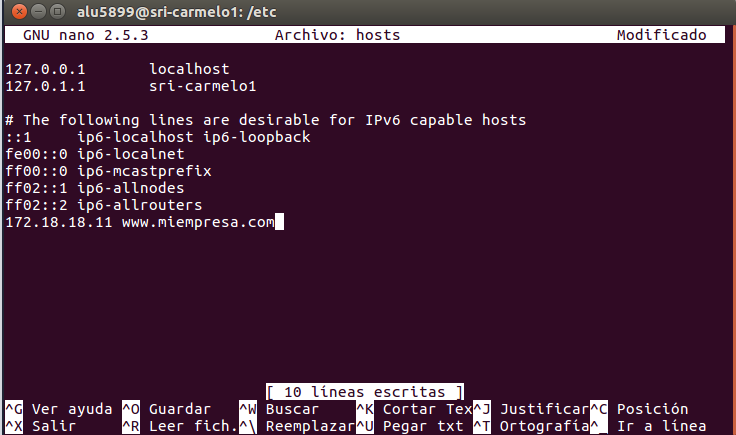 alu5899@sri-carmelo1: /etc
GNU nano 2.5.3 Archivo: hosts Modificado
127.0.0.1 localhost
127.0.1.1 sri-carmelo1
# The following lines are desirable for IPv6 capable hosts
::1 ip6-localhost ip6-loopback
fe00::0 ip6-localnet
ff00::0 ip6-mcastprefix
ff02::1 ip6-allnodes
ff02::2 ip6-allrouters
172.18.18.11 www.miempresa.com
[ 10 líneas escritas ]
^G Ver ayuda ^O Guardar ^W Buscar ^K Cortar Tex ^J Justificar ^C Posición
^X Salir ^R Leer fich. ^\ Reemplazar ^U Pegar txt ^T Ortografía ^_ Ir a línea